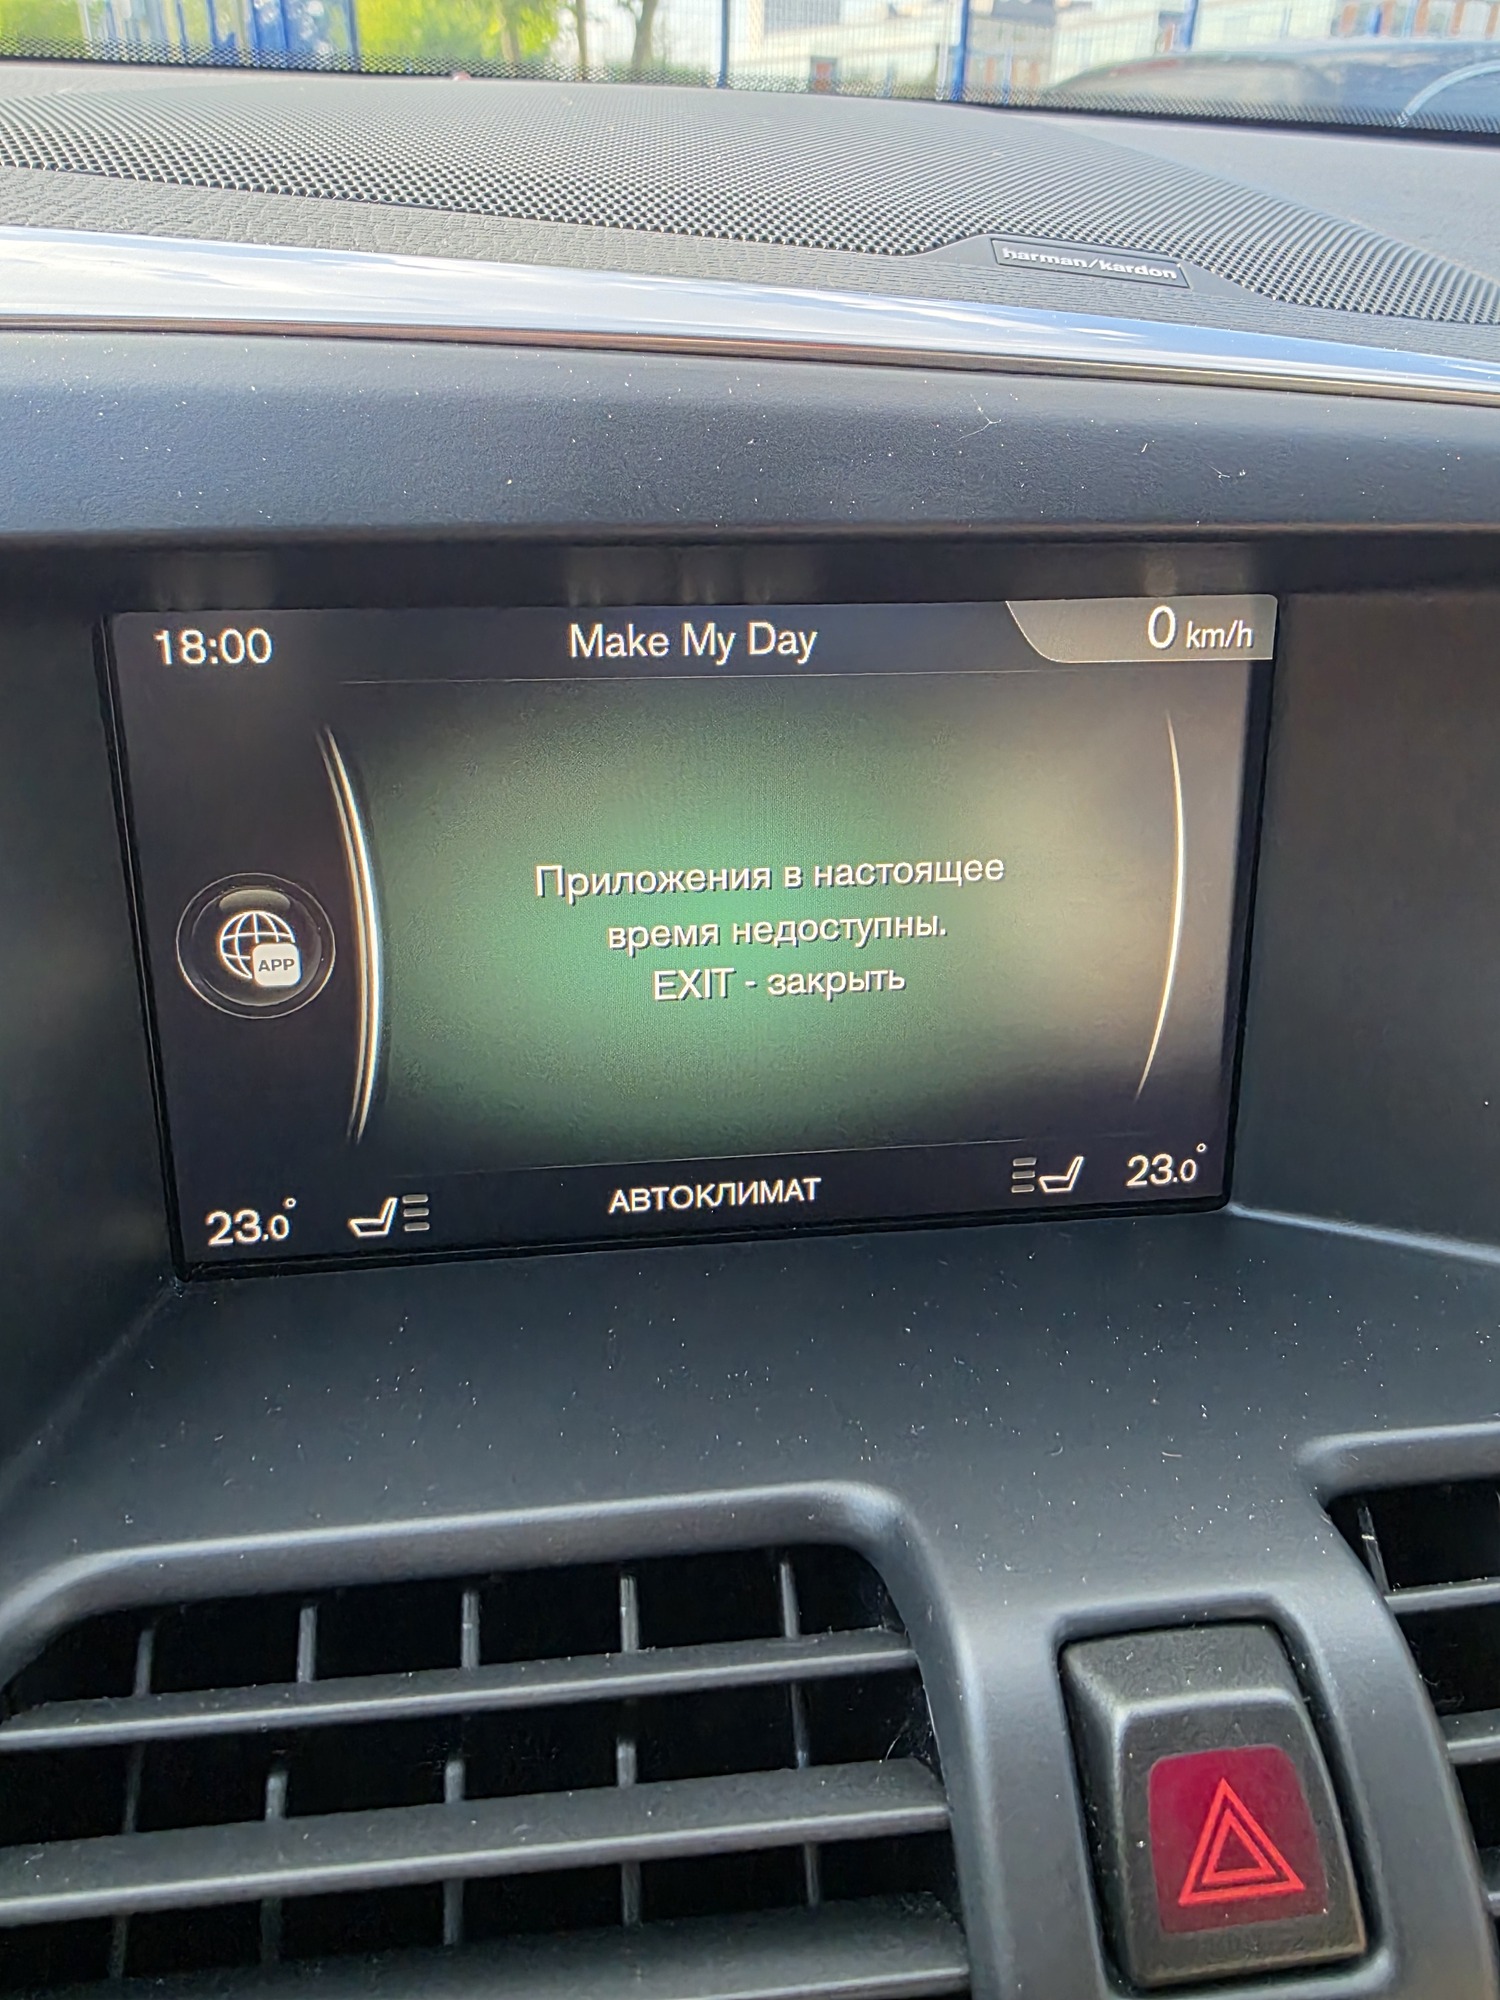 harman/kardon
18:00 Make My Day 0 km/h
Приложения в настоящее
время недоступны.
EXIT - закрыть
APP
23.0° АВТОКЛИМАТ 23.0°